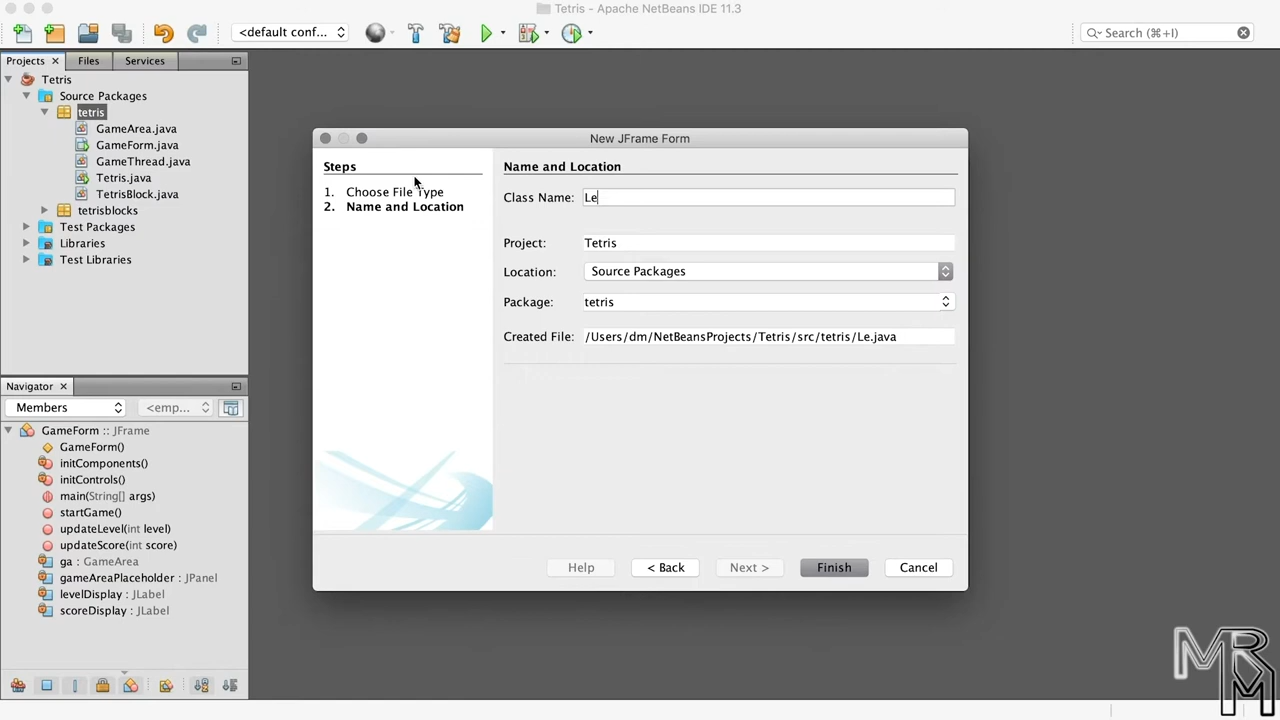 Tetris - Apache NetBeans IDE 11.3
<default conf...
Search (⌘+I)
Projects
Files
Services
Tetris
Source Packages
tetris
GameArea.java
GameForm.java
GameThread.java
Tetris.java
TetrisBlock.java
tetrisblocks
Test Packages
Libraries
Test Libraries
Navigator
Members
<emp...
GameForm :: JFrame
GameForm()
initComponents()
initControls()
main(String[] args)
startGame()
updateLevel(int level)
updateScore(int score)
ga : GameArea
gameAreaPlaceholder : JPanel
levelDisplay : JLabel
scoreDisplay : JLabel
New JFrame Form
Steps
1. Choose File Type
2. Name and Location
Name and Location
Class Name: Le
Project: Tetris
Location: Source Packages
Package: tetris
Created File: /Users/dm/NetBeansProjects/Tetris/src/tetris/Le.java
Help
< Back
Next >
Finish
Cancel
MRM